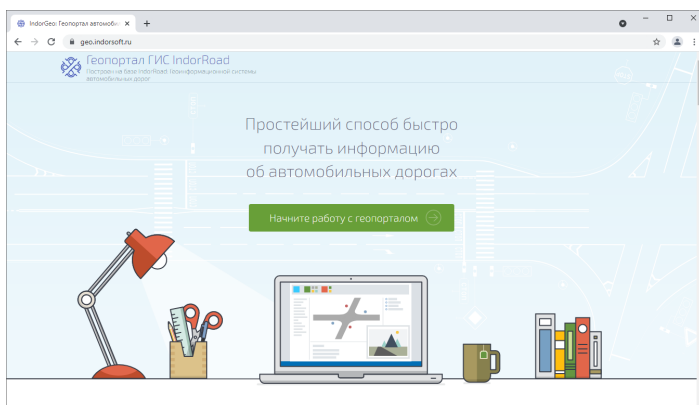 IndorGeo: Геопортал автомоби
geo.indorsoft.ru
Геопортал ГИС IndorRoad
Построен на базе IndorRoad: Геоинформационной системы
автомобильных дорог
Простейший способ быстро
получать информацию
об автомобильных дорогах
Начните работу с геопорталом